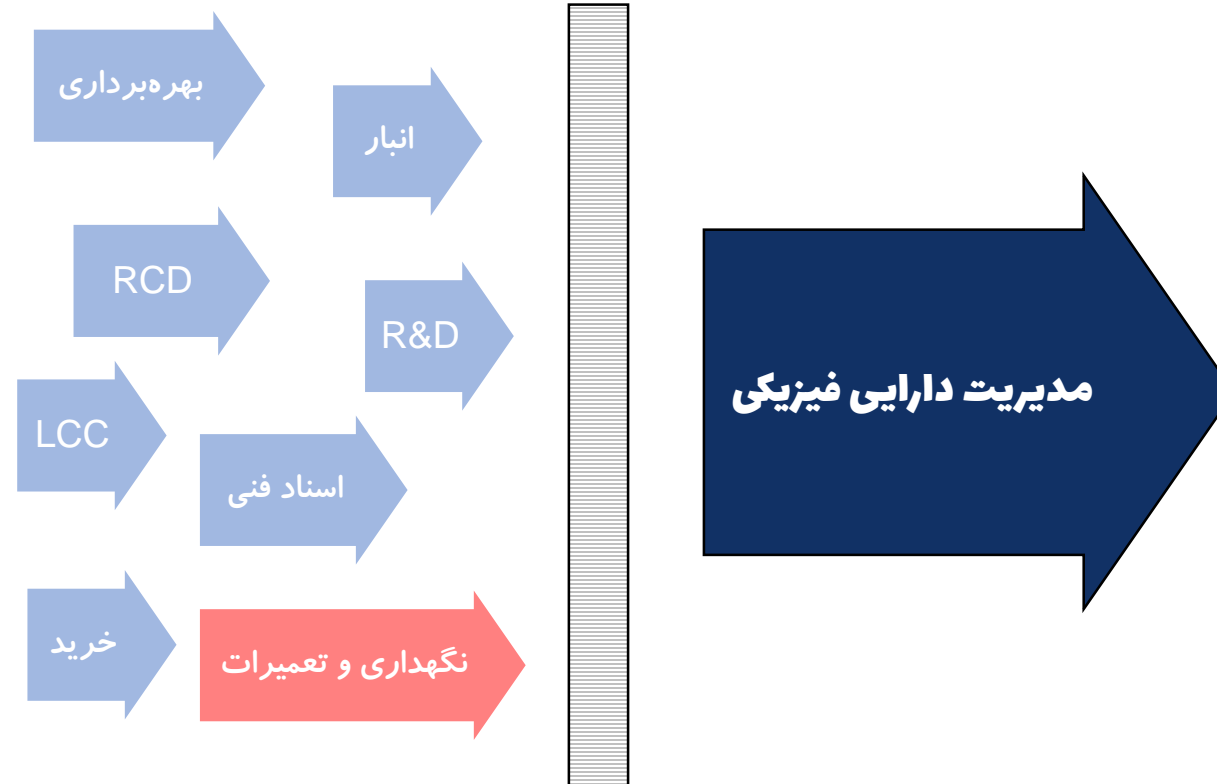 بهره‌برداری
انبار
RCD
R&D
LCC
اسناد فنی
خرید
نگهداری و تعمیرات
مدیریت دارایی فیزیکی